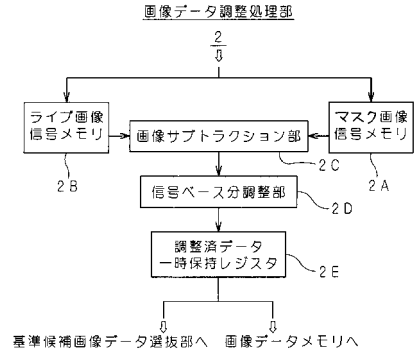 画像データ調整処理部
2
ライブ画像
信号メモリ
2B
画像サブトラクション部
2C
マスク画像
信号メモリ
2A
信号ベース分調整部
2D
調整済データ
一時保持レジスタ
2E
基準候補画像データ選抜部へ
画像データメモリへ